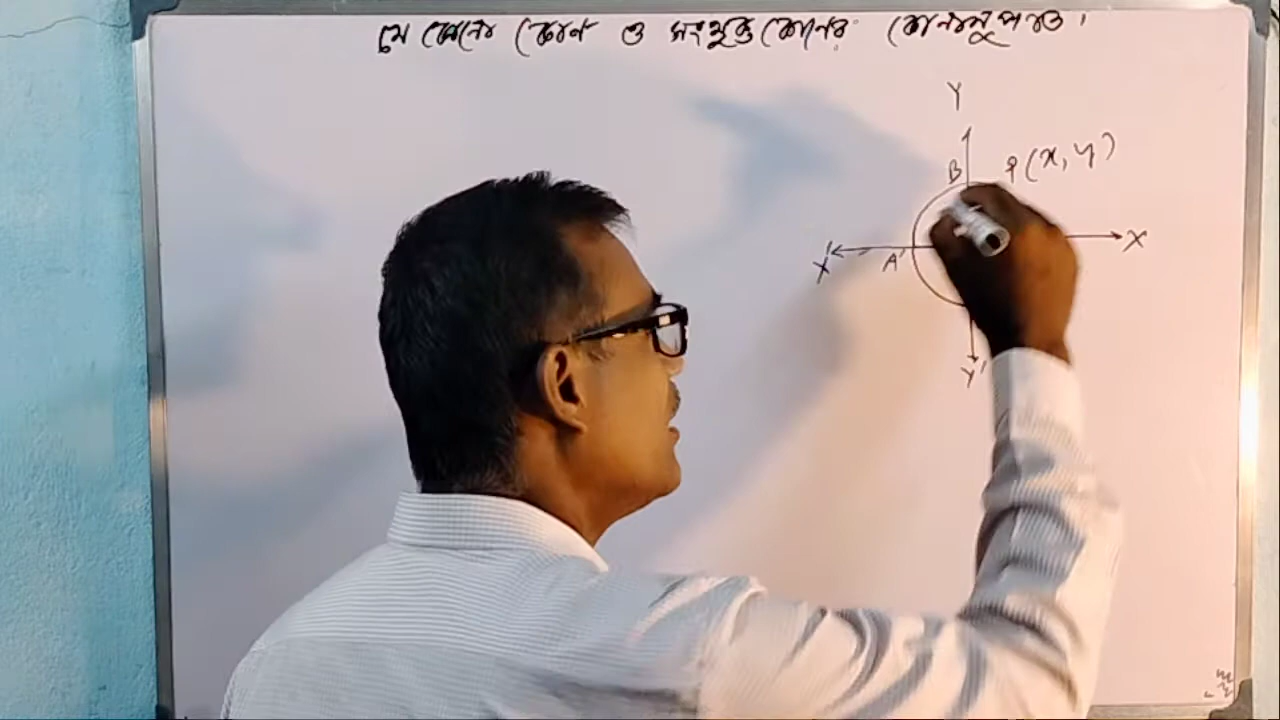 যে কোনো কোণ ও সংযুক্ত কোণের কোণানুপাত।
Y
B P(x, y)
X' A' X
Y'